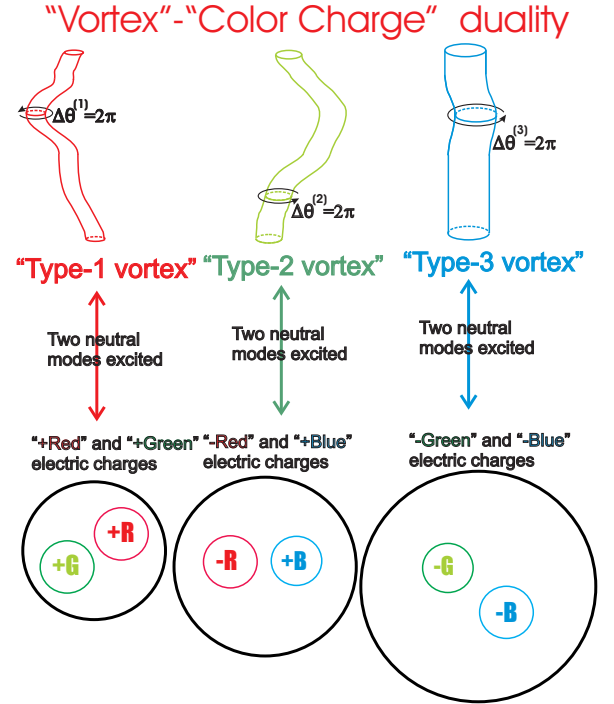 "Vortex"-"Color Charge" duality
Δθ(1)=2π
Δθ(2)=2π
Δθ(3)=2π
"Type-1 vortex"
"Type-2 vortex"
"Type-3 vortex"
Two neutral
modes excited
Two neutral
modes excited
Two neutral
modes excited
"+Red" and "+Green"
electric charges
"-Red" and "+Blue"
electric charges
"-Green" and "-Blue"
electric charges
+R
+G
-R
+B
-G
-B